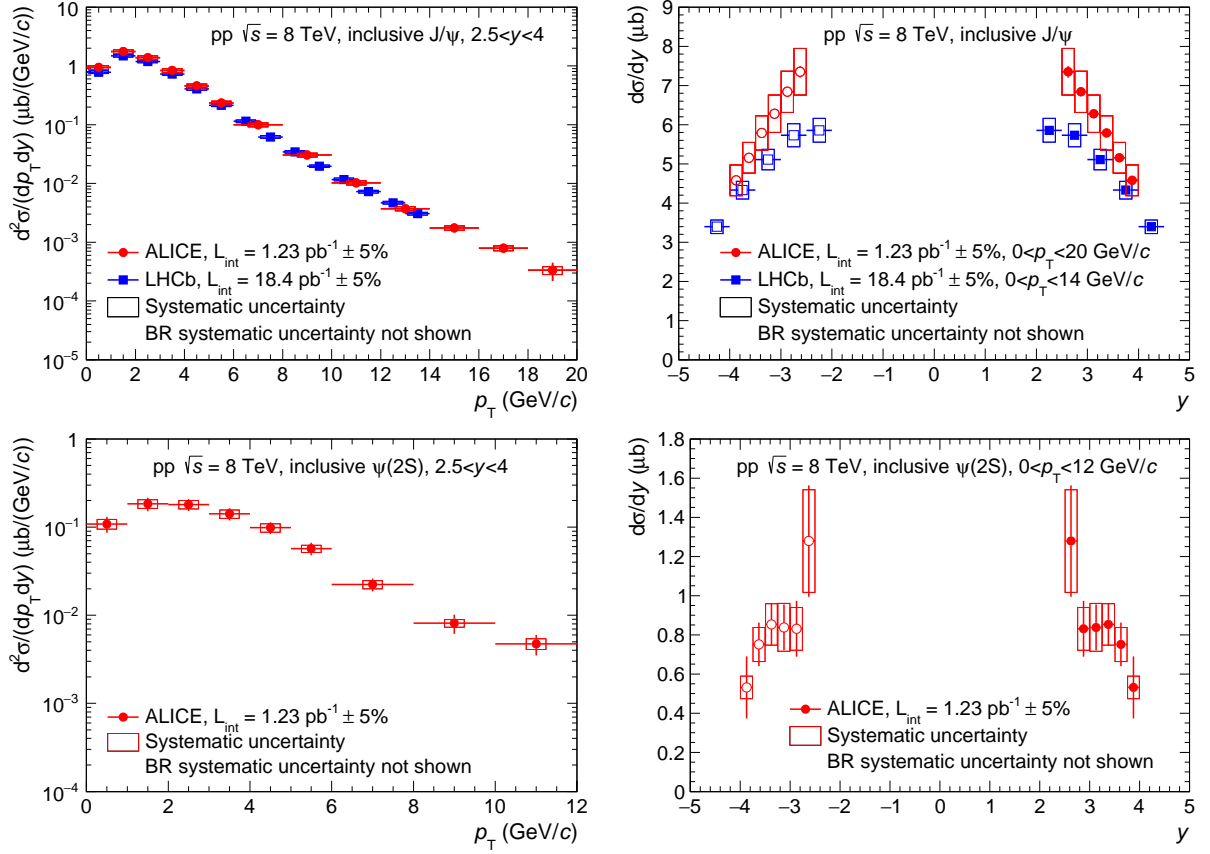 pp √s = 8 TeV, inclusive J/ψ, 2.5<y<4
d²σ/(dp_T dy) (μb/(GeV/c))
10
1
10⁻¹
10⁻²
10⁻³
10⁻⁴
10⁻⁵
ALICE, L_int = 1.23 pb⁻¹ ± 5%
LHCb, L_int = 18.4 pb⁻¹ ± 5%
Systematic uncertainty
BR systematic uncertainty not shown
0 2 4 6 8 10 12 14 16 18 20
p_T (GeV/c)
pp √s = 8 TeV, inclusive J/ψ
dσ/dy (μb)
9
8
7
6
5
4
3
2
1
0
ALICE, L_int = 1.23 pb⁻¹ ± 5%, 0<p_T<20 GeV/c
LHCb, L_int = 18.4 pb⁻¹ ± 5%, 0<p_T<14 GeV/c
Systematic uncertainty
BR systematic uncertainty not shown
−5 −4 −3 −2 −1 0 1 2 3 4 5
y
pp √s = 8 TeV, inclusive ψ(2S), 2.5<y<4
d²σ/(dp_T dy) (μb/(GeV/c))
1
10⁻¹
10⁻²
10⁻³
10⁻⁴
ALICE, L_int = 1.23 pb⁻¹ ± 5%
Systematic uncertainty
BR systematic uncertainty not shown
0 2 4 6 8 10 12
p_T (GeV/c)
pp √s = 8 TeV, inclusive ψ(2S), 0<p_T<12 GeV/c
dσ/dy (μb)
1.8
1.6
1.4
1.2
1
0.8
0.6
0.4
0.2
0
ALICE, L_int = 1.23 pb⁻¹ ± 5%
Systematic uncertainty
BR systematic uncertainty not shown
−5 −4 −3 −2 −1 0 1 2 3 4 5
y